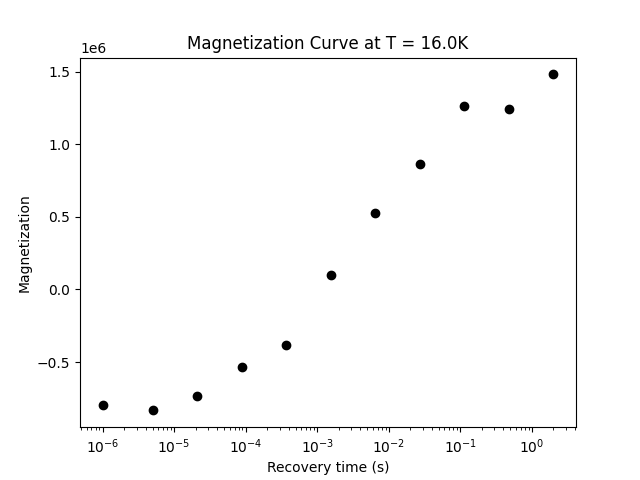 Magnetization Curve at T = 16.0K
1e6
1.5
1.0
0.5
0.0
−0.5
Magnetization
10⁻⁶ 10⁻⁵ 10⁻⁴ 10⁻³ 10⁻² 10⁻¹ 10⁰
Recovery time (s)